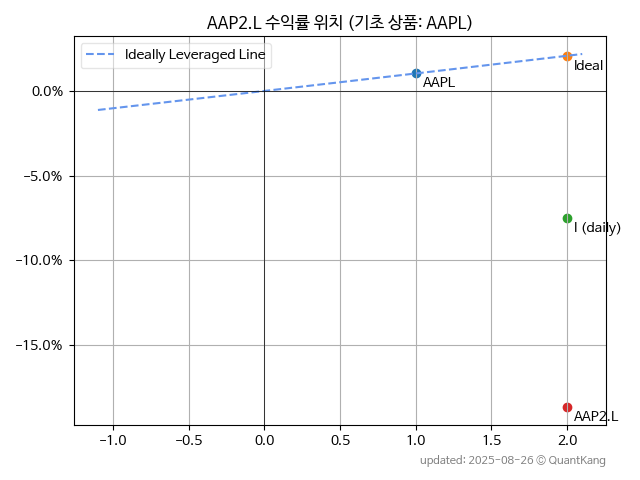 AAP2.L 수익률 위치 (기초 상품: AAPL)
Ideally Leveraged Line
Ideal
AAPL
I (daily)
AAP2.L
0.0%
−5.0%
−10.0%
−15.0%
−1.0 −0.5 0.0 0.5 1.0 1.5 2.0
updated: 2025-08-26 © QuantKang